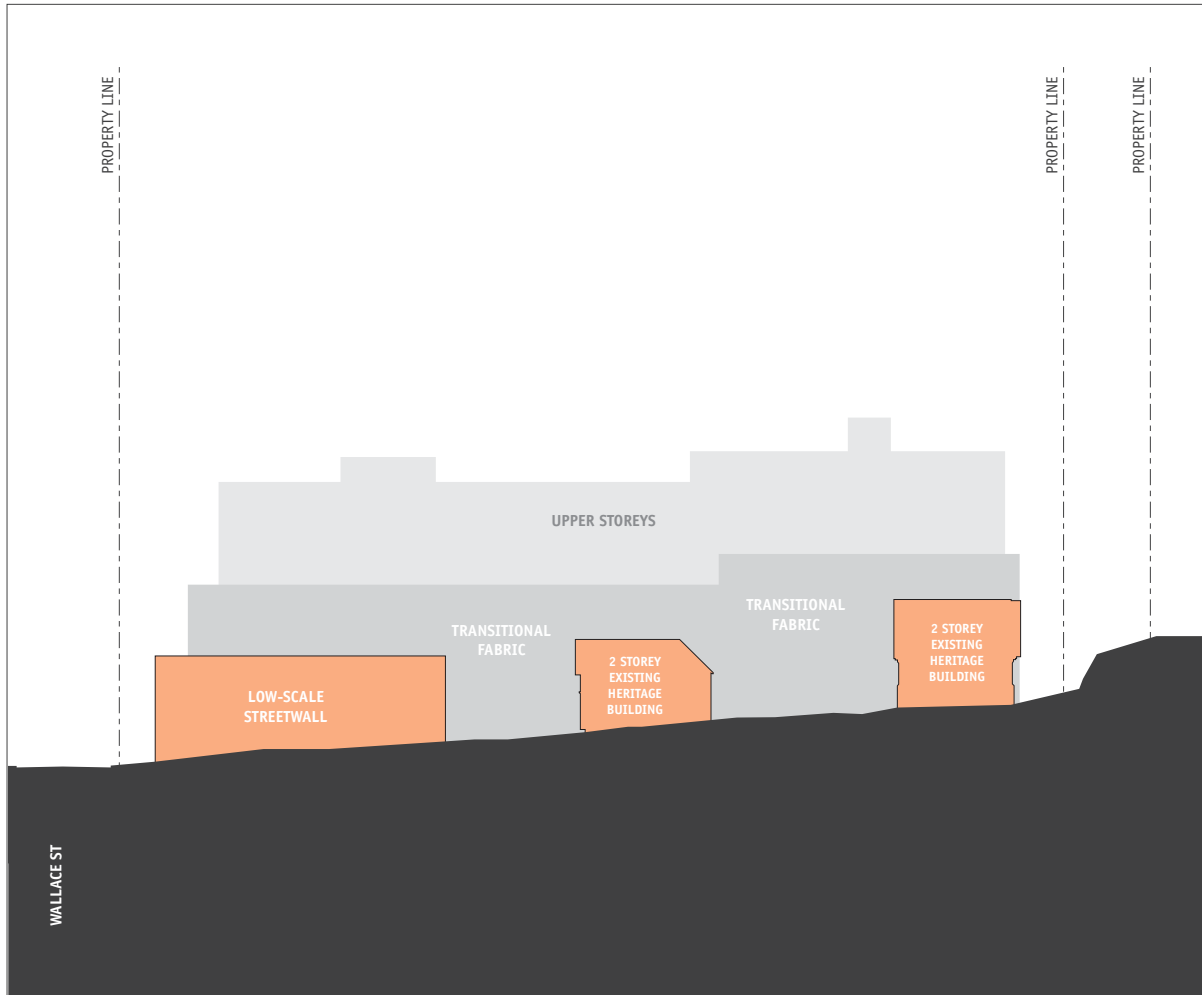 PROPERTY LINE
PROPERTY LINE
PROPERTY LINE
UPPER STOREYS
TRANSITIONAL
FABRIC
TRANSITIONAL
FABRIC
2 STOREY
EXISTING
HERITAGE
BUILDING
2 STOREY
EXISTING
HERITAGE
BUILDING
LOW-SCALE
STREETWALL
WALLACE ST